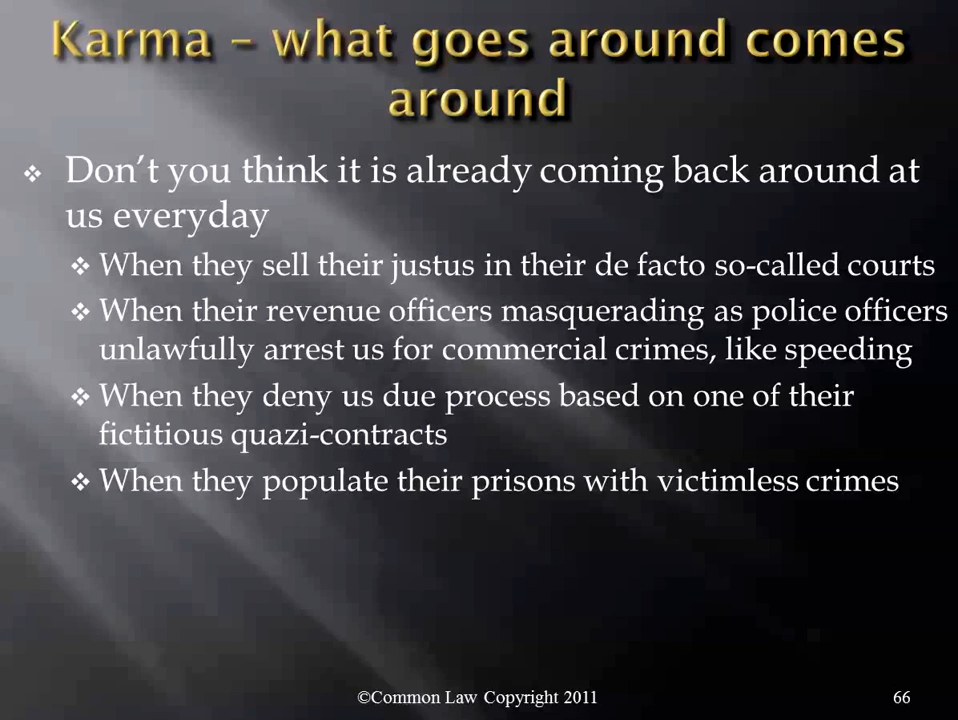 Karma – what goes around comes
around
❖ Don't you think it is already coming back around at
us everyday
❖ When they sell their justus in their de facto so-called courts
❖ When their revenue officers masquerading as police officers
unlawfully arrest us for commercial crimes, like speeding
❖ When they deny us due process based on one of their
fictitious quazi-contracts
❖ When they populate their prisons with victimless crimes
©Common Law Copyright 2011 66